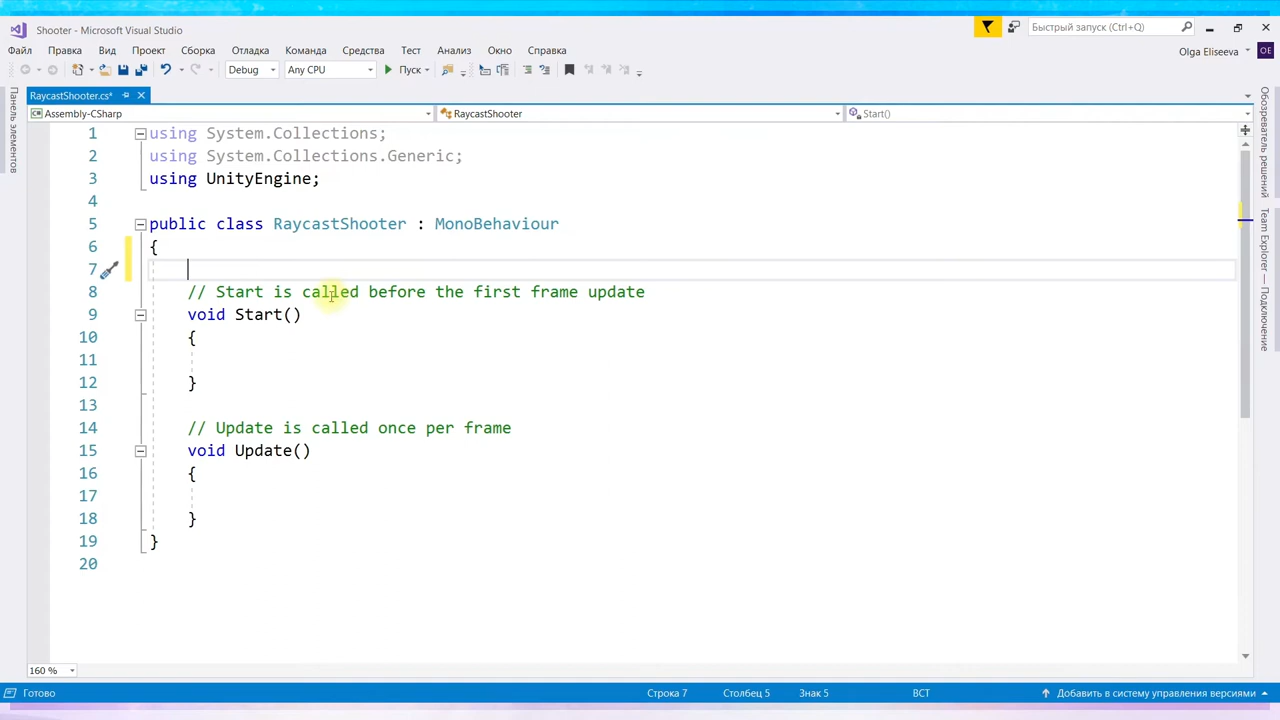 Shooter - Microsoft Visual Studio
Быстрый запуск (Ctrl+Q)
Файл Правка Вид Проект Сборка Отладка Команда Средства Тест Анализ Окно Справка
Olga Eliseeva OE
Debug Any CPU Пуск
Панель элементов
RaycastShooter.cs*
Assembly-CSharp RaycastShooter Start()
1 using System.Collections;
2 using System.Collections.Generic;
3 using UnityEngine;
4
5 public class RaycastShooter : MonoBehaviour
6 {
7
8 // Start is called before the first frame update
9 void Start()
10 {
11
12 }
13
14 // Update is called once per frame
15 void Update()
16 {
17
18 }
19 }
20
Обозреватель решений
Team Explorer — Подключение
160 %
Готово Строка 7 Столбец 5 Знак 5 ВСТ Добавить в систему управления версиями